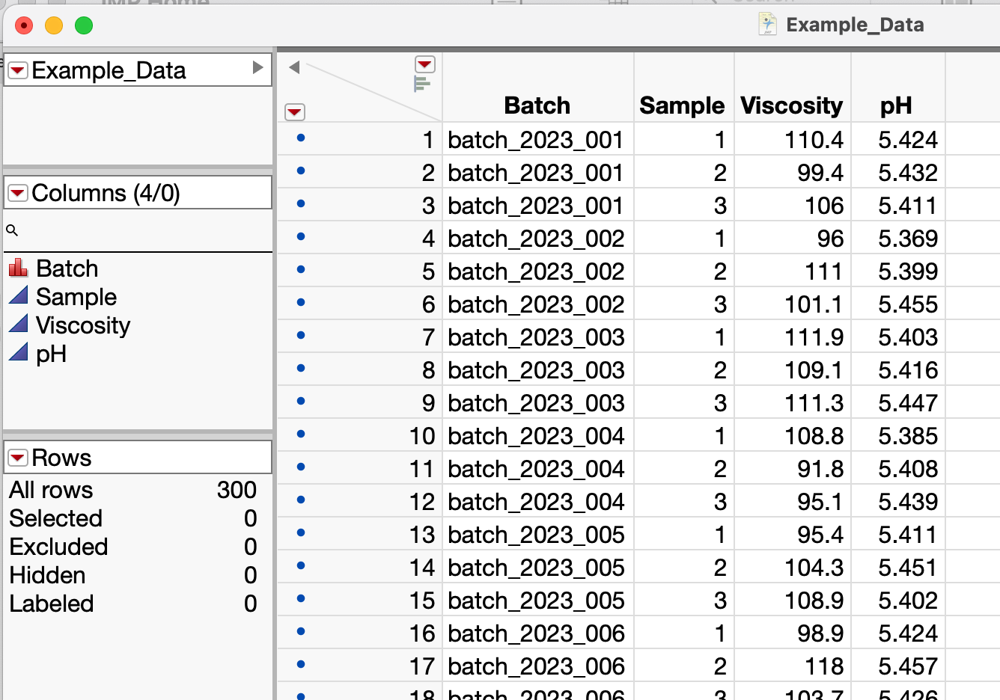 JMP Home
Search
Example_Data
Example_Data
Columns (4/0)
Batch
Sample
Viscosity
pH
Rows
All rows 300
Selected 0
Excluded 0
Hidden 0
Labeled 0
Batch Sample Viscosity pH
1 batch_2023_001 1 110.4 5.424
2 batch_2023_001 2 99.4 5.432
3 batch_2023_001 3 106 5.411
4 batch_2023_002 1 96 5.369
5 batch_2023_002 2 111 5.399
6 batch_2023_002 3 101.1 5.455
7 batch_2023_003 1 111.9 5.403
8 batch_2023_003 2 109.1 5.416
9 batch_2023_003 3 111.3 5.447
10 batch_2023_004 1 108.8 5.385
11 batch_2023_004 2 91.8 5.408
12 batch_2023_004 3 95.1 5.439
13 batch_2023_005 1 95.4 5.411
14 batch_2023_005 2 104.3 5.451
15 batch_2023_005 3 108.9 5.402
16 batch_2023_006 1 98.9 5.424
17 batch_2023_006 2 118 5.457
18 batch_2023_006 3 103.7 5.426